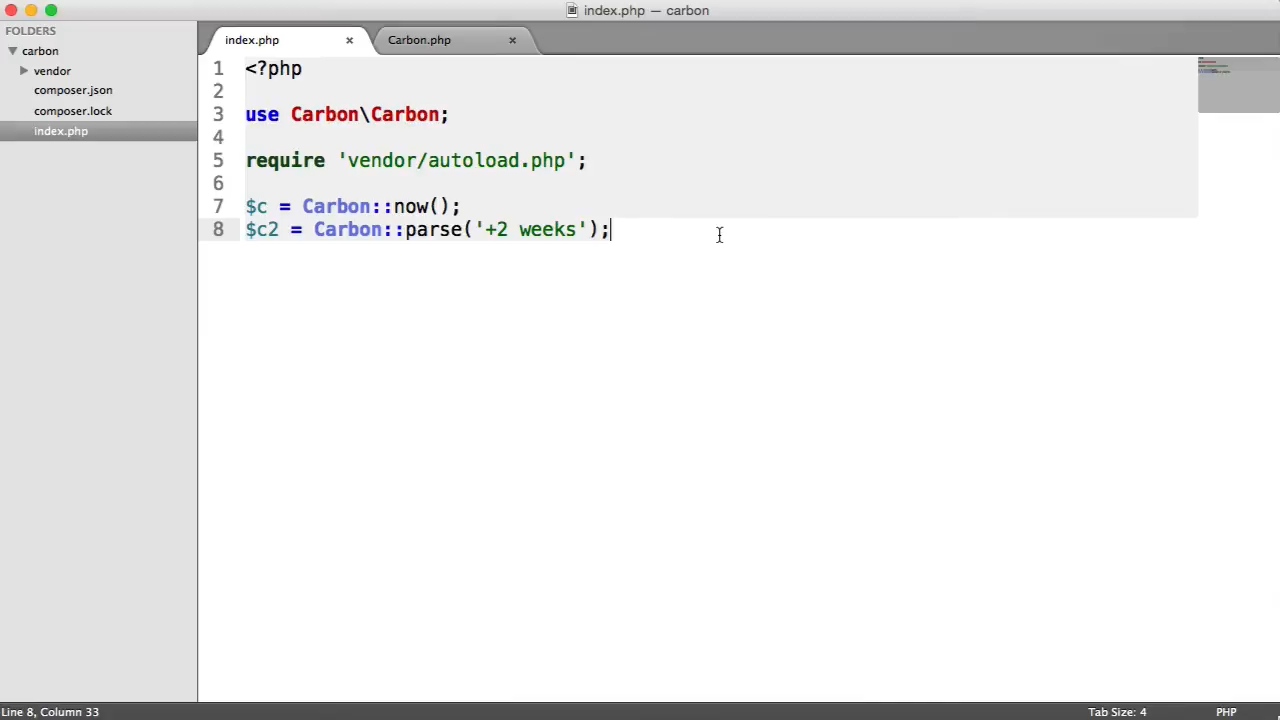 index.php — carbon
FOLDERS
carbon
vendor
composer.json
composer.lock
index.php
index.php ×
Carbon.php ×
1 <?php
2
3 use Carbon\Carbon;
4
5 require 'vendor/autoload.php';
6
7 $c = Carbon::now();
8 $c2 = Carbon::parse('+2 weeks');
Line 8, Column 33
Tab Size: 4
PHP